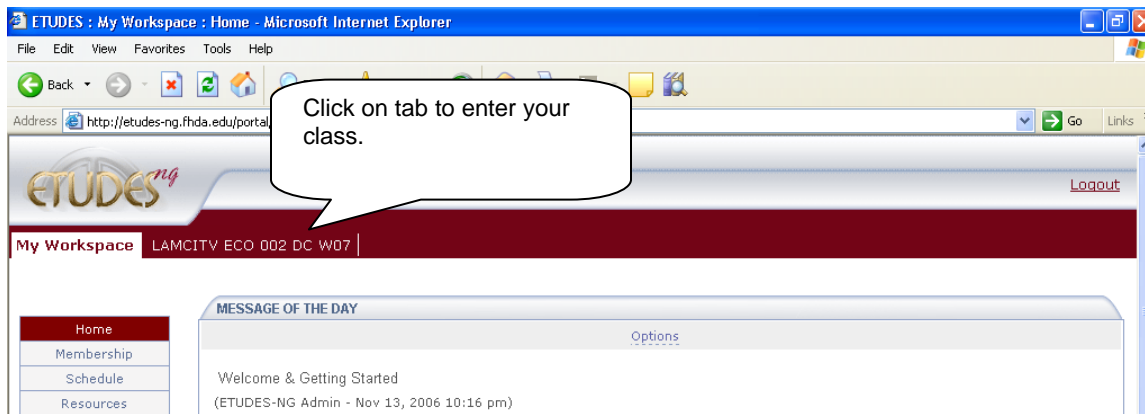 ETUDES : My Workspace : Home - Microsoft Internet Explorer
File Edit View Favorites Tools Help
Back
Click on tab to enter your
class.
Address http://etudes-ng.fhda.edu/portal/ Go Links
ETUDES ng
Logout
My Workspace LAMCITV ECO 002 DC W07
MESSAGE OF THE DAY
Options
Home
Membership
Schedule
Resources
Welcome & Getting Started
(ETUDES-NG Admin - Nov 13, 2006 10:16 pm)